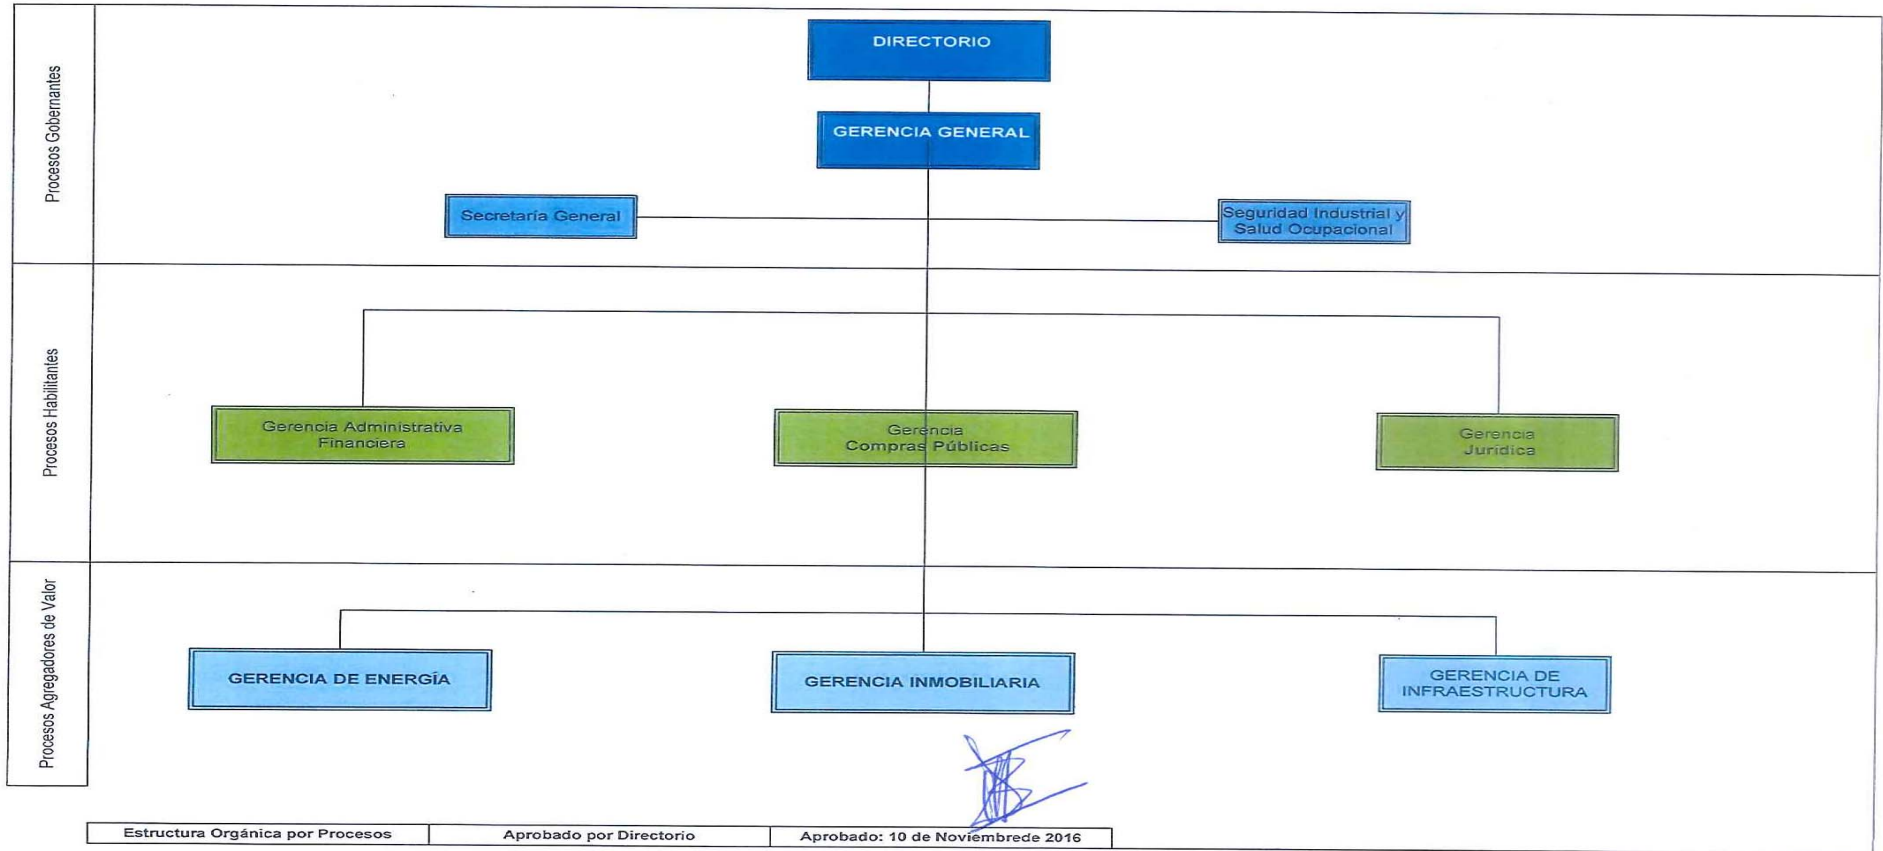 Procesos Gobernantes
DIRECTORIO
GERENCIA GENERAL
Secretaría General
Seguridad Industrial y
Salud Ocupacional
Procesos Habilitantes
Gerencia Administrativa
Financiera
Gerencia
Compras Públicas
Gerencia
Jurídica
Procesos Agregadores de Valor
GERENCIA DE ENERGÍA
GERENCIA INMOBILIARIA
GERENCIA DE
INFRAESTRUCTURA
Estructura Orgánica por Procesos
Aprobado por Directorio
Aprobado: 10 de Noviembrede 2016